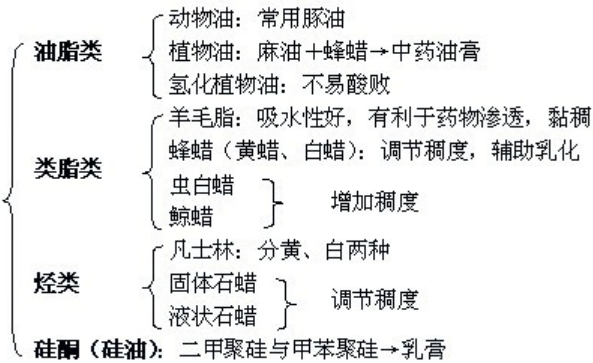 油脂类
动物油：常用豚油
植物油：麻油＋蜂蜡→中药油膏
氢化植物油：不易酸败
类脂类
羊毛脂：吸水性好，有利于药物渗透，黏稠
蜂蜡（黄蜡、白蜡）：调节稠度，辅助乳化
虫白蜡
鲸蜡
增加稠度
烃类
凡士林：分黄、白两种
固体石蜡
液状石蜡
调节稠度
硅酮（硅油）：二甲聚硅与甲苯聚硅→乳膏